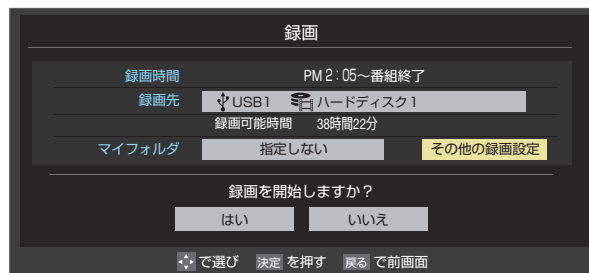 録画
録画時間 PM 2:05～番組終了
録画先 USB1 ハードディスク1
録画可能時間 38時間22分
マイフォルダ 指定しない その他の録画設定
録画を開始しますか？
はい いいえ
で選び 決定 を押す 戻る で前画面